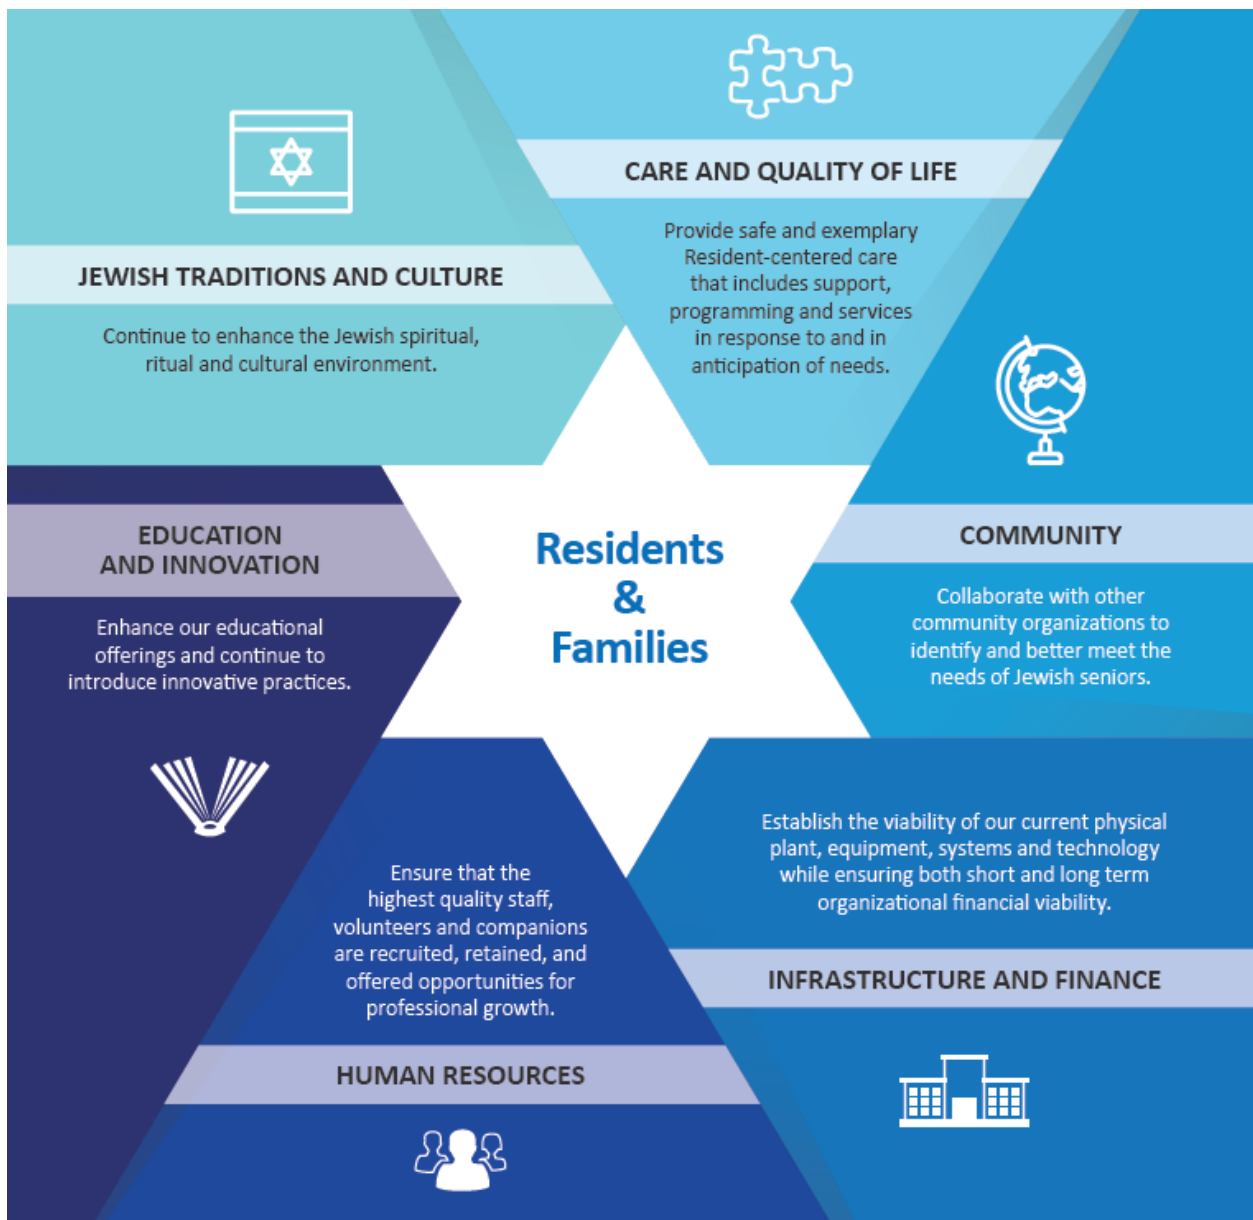 JEWISH TRADITIONS AND CULTURE
Continue to enhance the Jewish spiritual,
ritual and cultural environment.
CARE AND QUALITY OF LIFE
Provide safe and exemplary
Resident-centered care
that includes support,
programming and services
in response to and in
anticipation of needs.
EDUCATION
AND INNOVATION
Enhance our educational
offerings and continue to
introduce innovative practices.
Residents
&
Families
COMMUNITY
Collaborate with other
community organizations to
identify and better meet the
needs of Jewish seniors.
Ensure that the
highest quality staff,
volunteers and companions
are recruited, retained, and
offered opportunities for
professional growth.
HUMAN RESOURCES
Establish the viability of our current physical
plant, equipment, systems and technology
while ensuring both short and long term
organizational financial viability.
INFRASTRUCTURE AND FINANCE